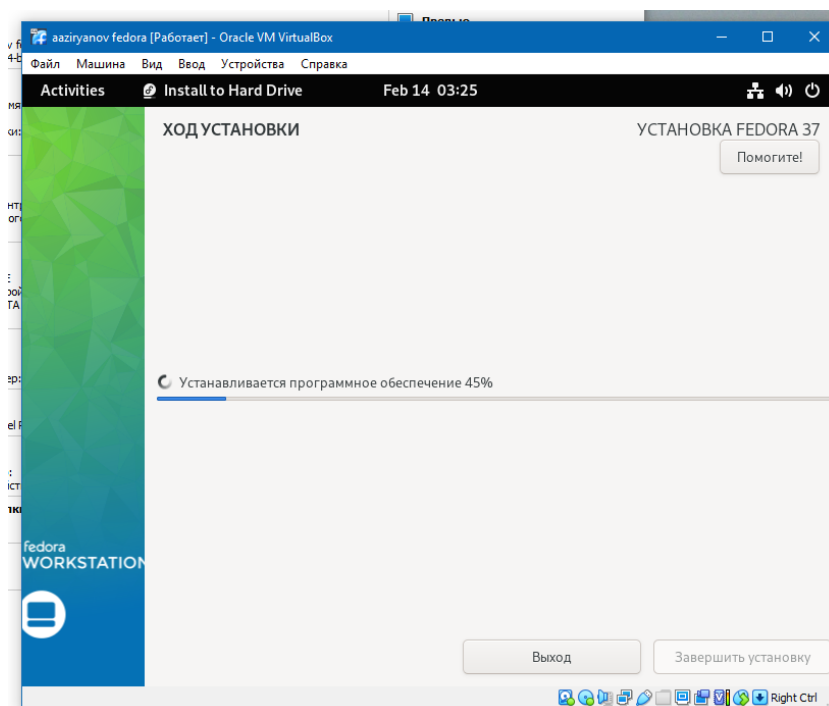 aaziryanov fedora [Работает] - Oracle VM VirtualBox
Файл Машина Вид Ввод Устройства Справка
Activities Install to Hard Drive Feb 14 03:25
ХОД УСТАНОВКИ
УСТАНОВКА FEDORA 37
Помогите!
Устанавливается программное обеспечение 45%
fedora
WORKSTATION
Выход
Завершить установку
Right Ctrl